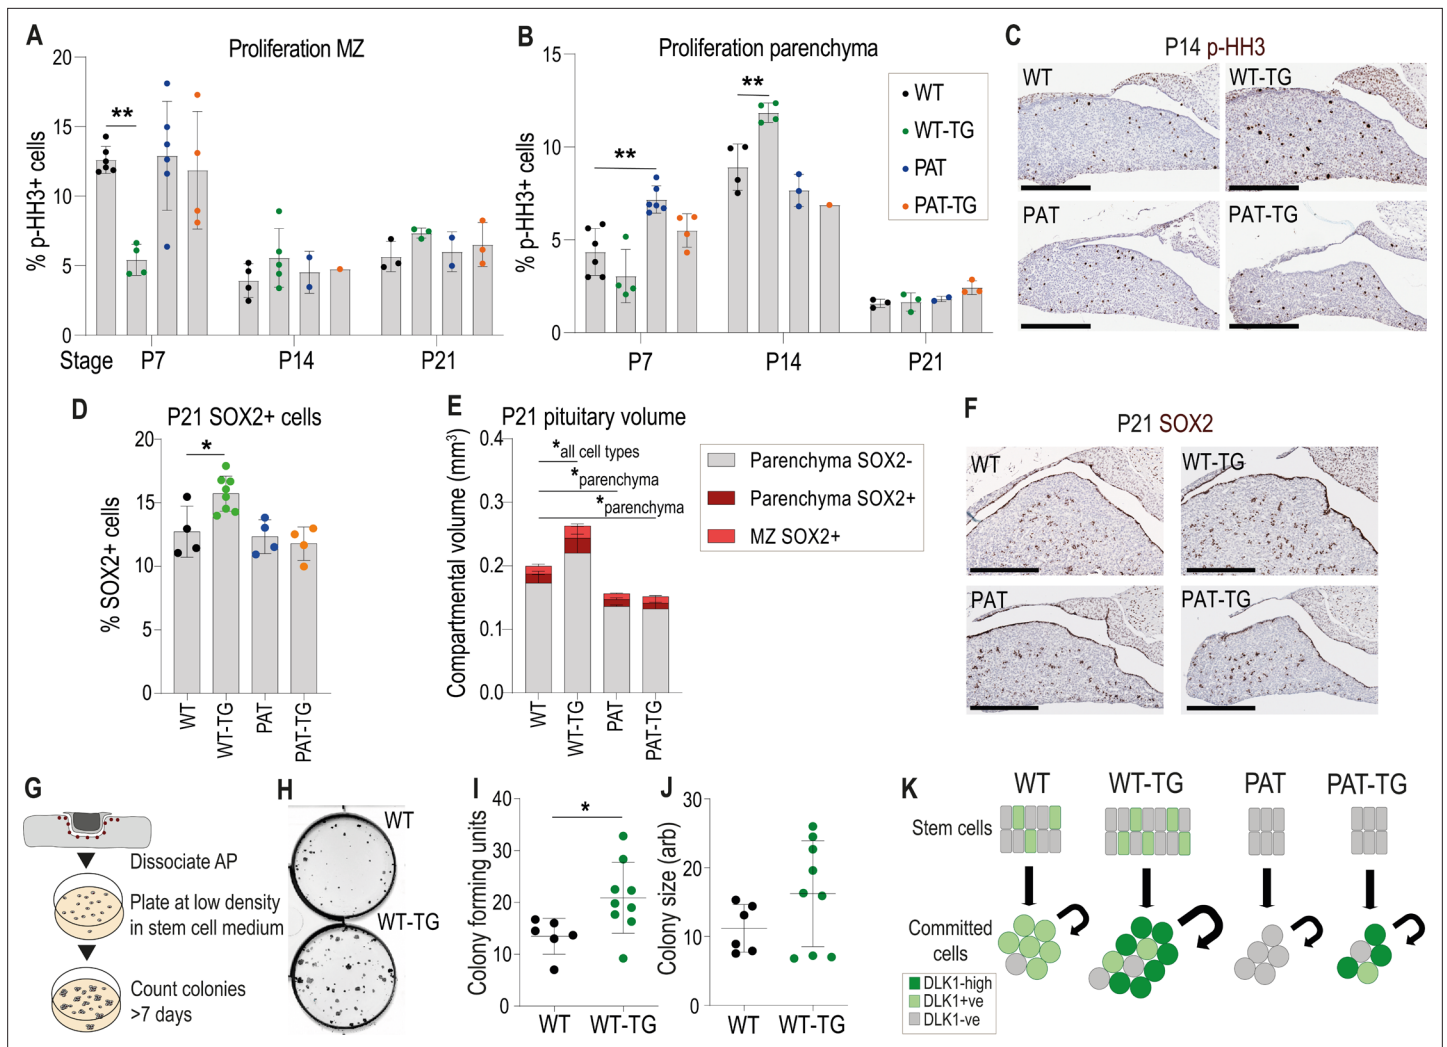 A
Proliferation MZ
% p-HH3+ cells
20
15
10
5
0
**
Stage
P7
P14
P21
B
Proliferation parenchyma
% p-HH3+ cells
15
10
5
0
**
**
P7
P14
P21
WT
WT-TG
PAT
PAT-TG
C
P14 p-HH3
WT
WT-TG
PAT
PAT-TG
D
P21 SOX2+ cells
% SOX2+ cells
20
15
10
5
0
*
WT
WT-TG
PAT
PAT-TG
E
P21 pituitary volume
Compartmental volume (mm³)
0.4
0.3
0.2
0.1
0.0
*all cell types
*parenchyma
*parenchyma
WT
WT-TG
PAT
PAT-TG
Parenchyma SOX2-
Parenchyma SOX2+
MZ SOX2+
F
P21 SOX2
WT
WT-TG
PAT
PAT-TG
G
Dissociate AP
Plate at low density
in stem cell medium
Count colonies
>7 days
H
WT
WT-TG
I
Colony forming units
40
30
20
10
0
*
WT
WT-TG
J
Colony size (arb)
30
20
10
0
WT
WT-TG
K
WT
WT-TG
PAT
PAT-TG
Stem cells
Committed
cells
DLK1-high
DLK1+ve
DLK1-ve